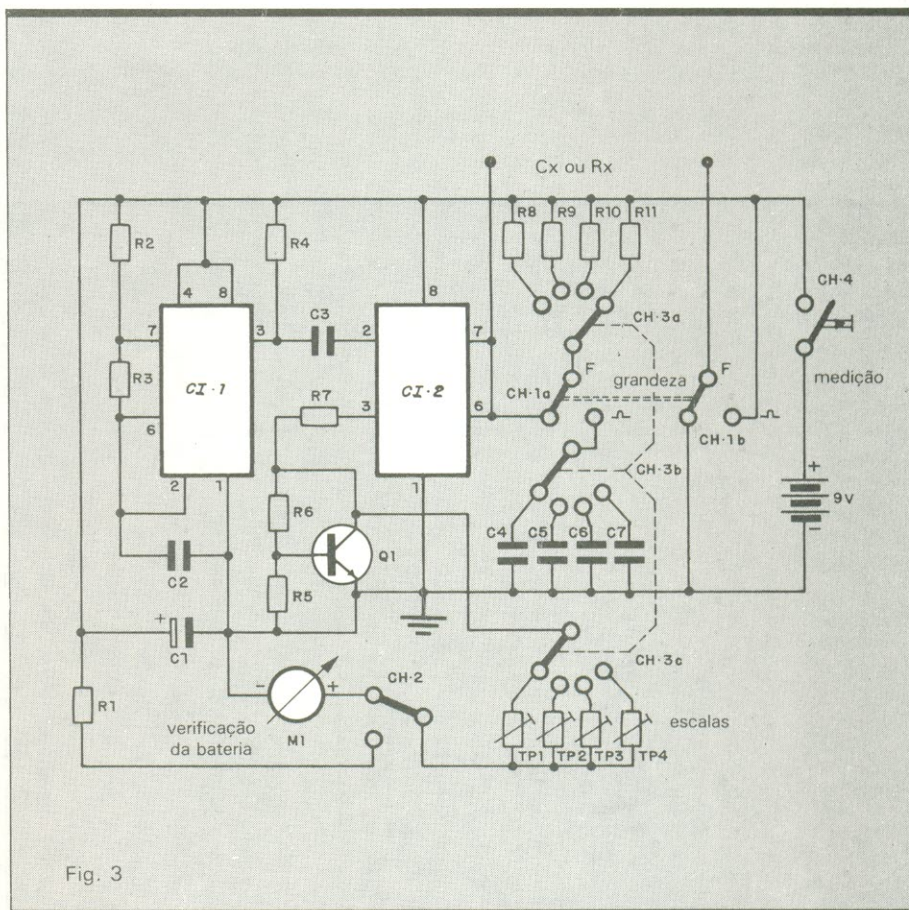 Cx ou Rx
R2
R4
R8
R9
R10
R11
4
8
8
CH-4
7
3
C3
2
7
CH-3a
R3
CI-1
CI-2
F
grandeza
F
medição
6
R7
3
6
CH-1a
CH-1b
2
1
1
CH-3b
+
9V
-
R6
Q1
C4
C5
C6
C7
C2
R5
+
C1
CH-3c
R1
-
+
CH-2
verificação
da bateria
M1
escalas
TP1
TP2
TP3
TP4
Fig. 3